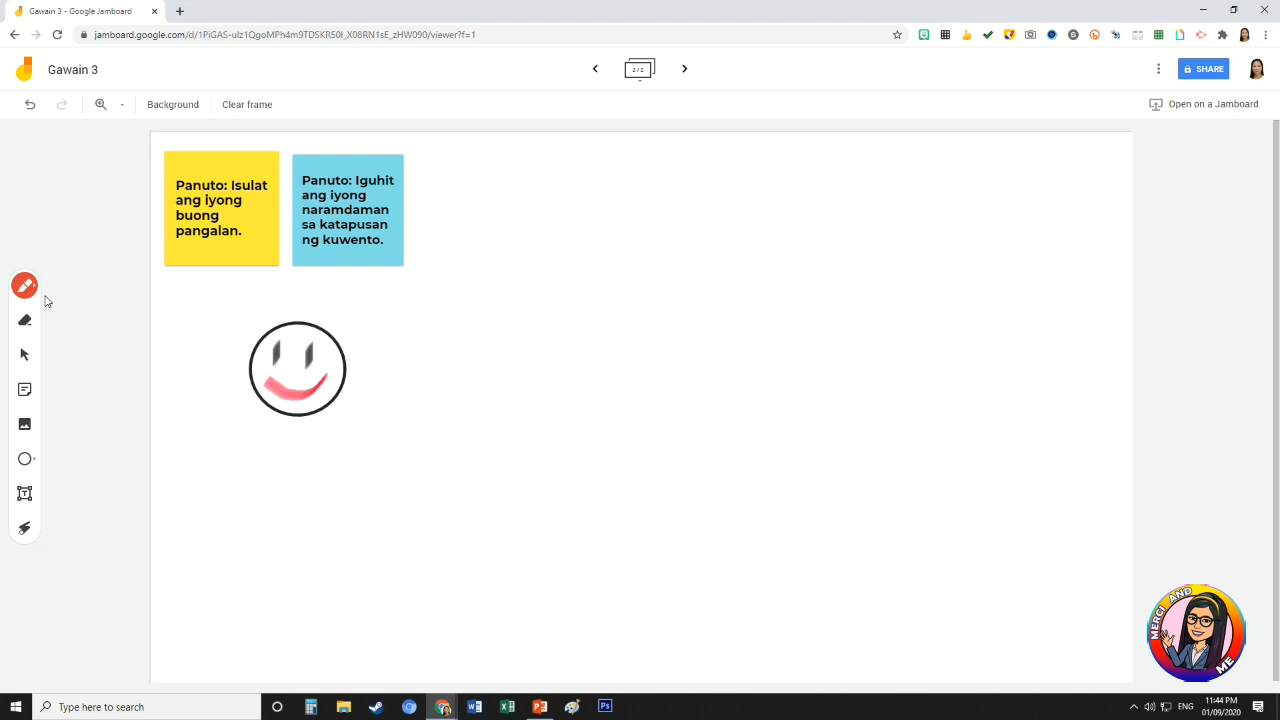 Gawain 3 - Google Jamboard
jamboard.google.com/d/1PiGAS-ulz1QgoMPh4m9TDSKR50I_X08RN1sE_zHW090/viewer?f=1
Gawain 3
2 / 2
SHARE
Background
Clear frame
Open on a Jamboard
Panuto: Isulat
ang iyong
buong
pangalan.
Panuto: Iguhit
ang iyong
naramdaman
sa katapusan
ng kuwento.
MERCI AND ME
Type here to search
ENG
11:44 PM
01/09/2020